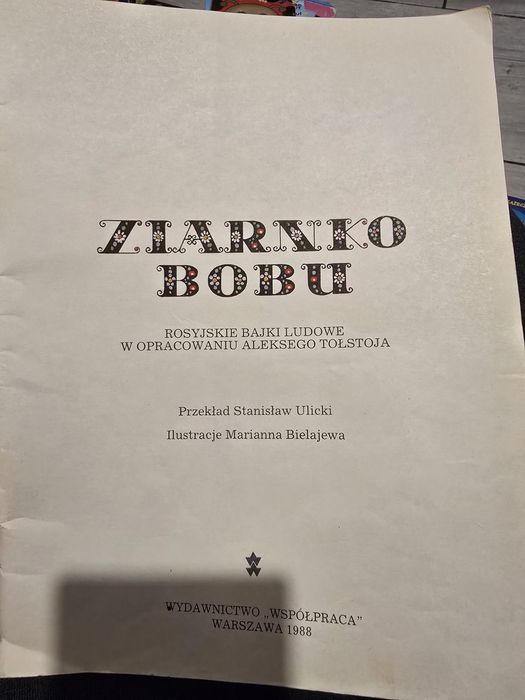 ZIARNKO
BOBU
ROSYJSKIE BAJKI LUDOWE
W OPRACOWANIU ALEKSEGO TOŁSTOJA
Przekład Stanisław Ulicki
Ilustracje Marianna Bielajewa
WYDAWNICTWO „WSPÓŁPRACA”
WARSZAWA 1988